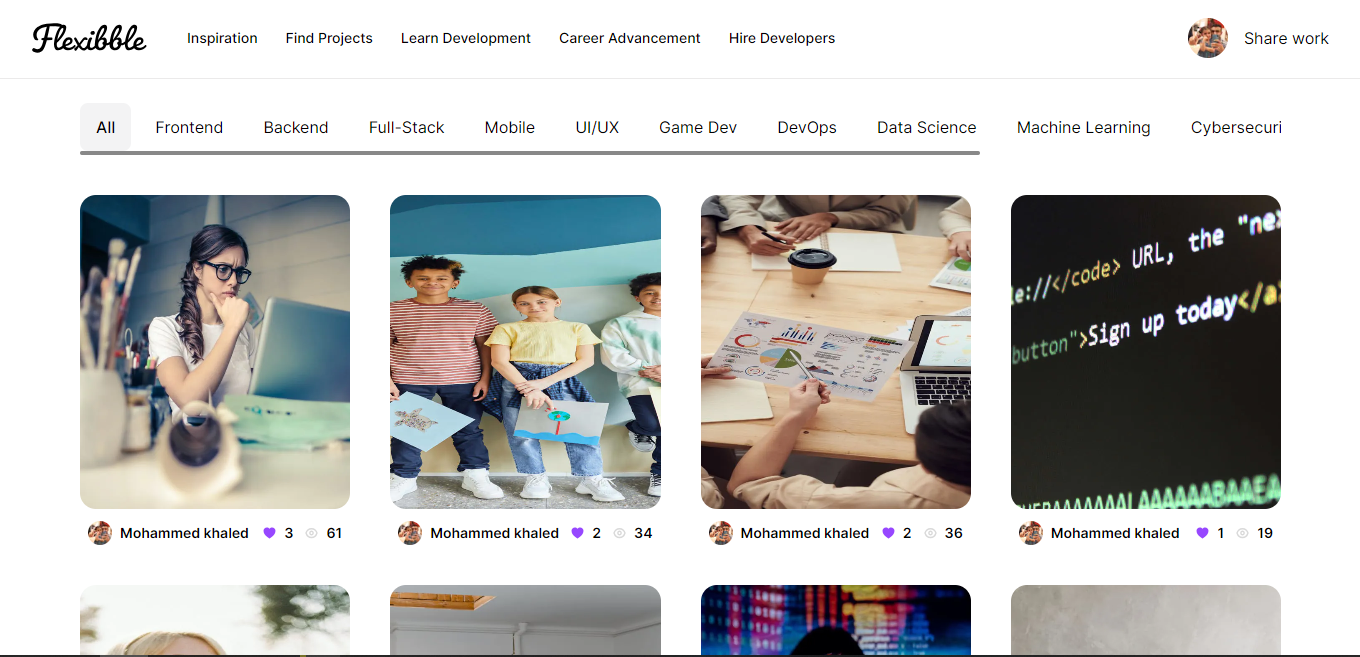 Flexibble Inspiration Find Projects Learn Development Career Advancement Hire Developers Share work
All Frontend Backend Full-Stack Mobile UI/UX Game Dev DevOps Data Science Machine Learning Cybersecuri
URL, the "ne
le://</code>
button">Sign up today</a
AAAAAAALAAAAAABAAEA
Mohammed khaled 3 61 Mohammed khaled 2 34 Mohammed khaled 2 36 Mohammed khaled 1 19